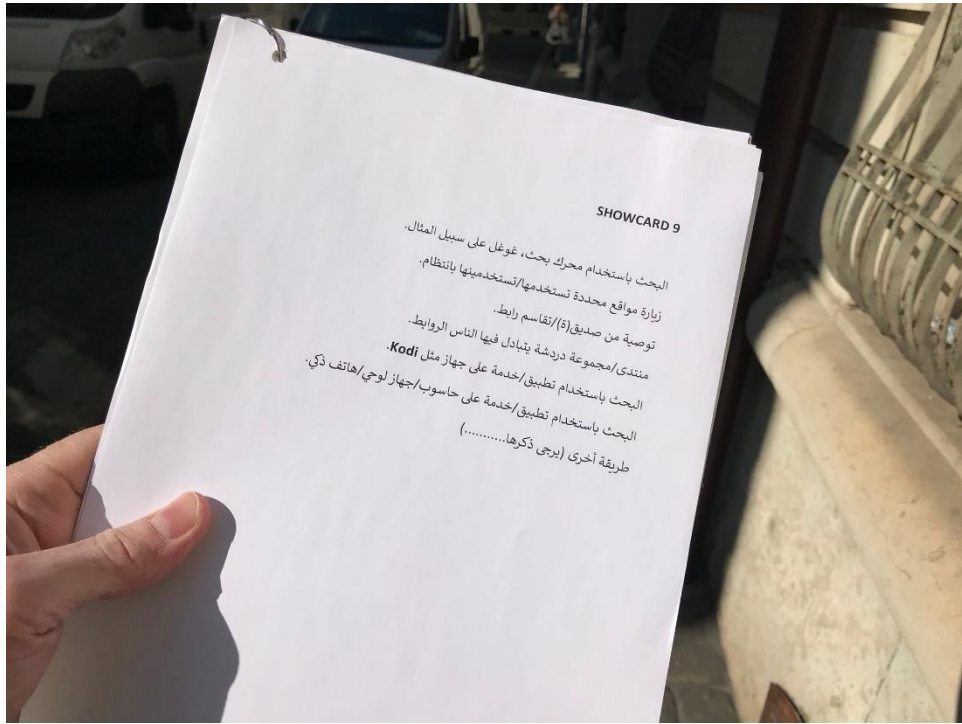 SHOWCARD 9
البحث باستخدام محرك بحث، غوغل على سبيل المثال.
زيارة مواقع محددة تستخدمها/تستخدمينها بانتظام.
توصية من صديق(ة)/تقاسم رابط.
منتدى/مجموعة دردشة يتبادل فيها الناس الروابط.
البحث باستخدام تطبيق/خدمة على جهاز مثل Kodi.
البحث باستخدام تطبيق/خدمة على حاسوب/جهاز لوحي/هاتف ذكي.
طريقة أخرى (يرجى ذكرها..........)